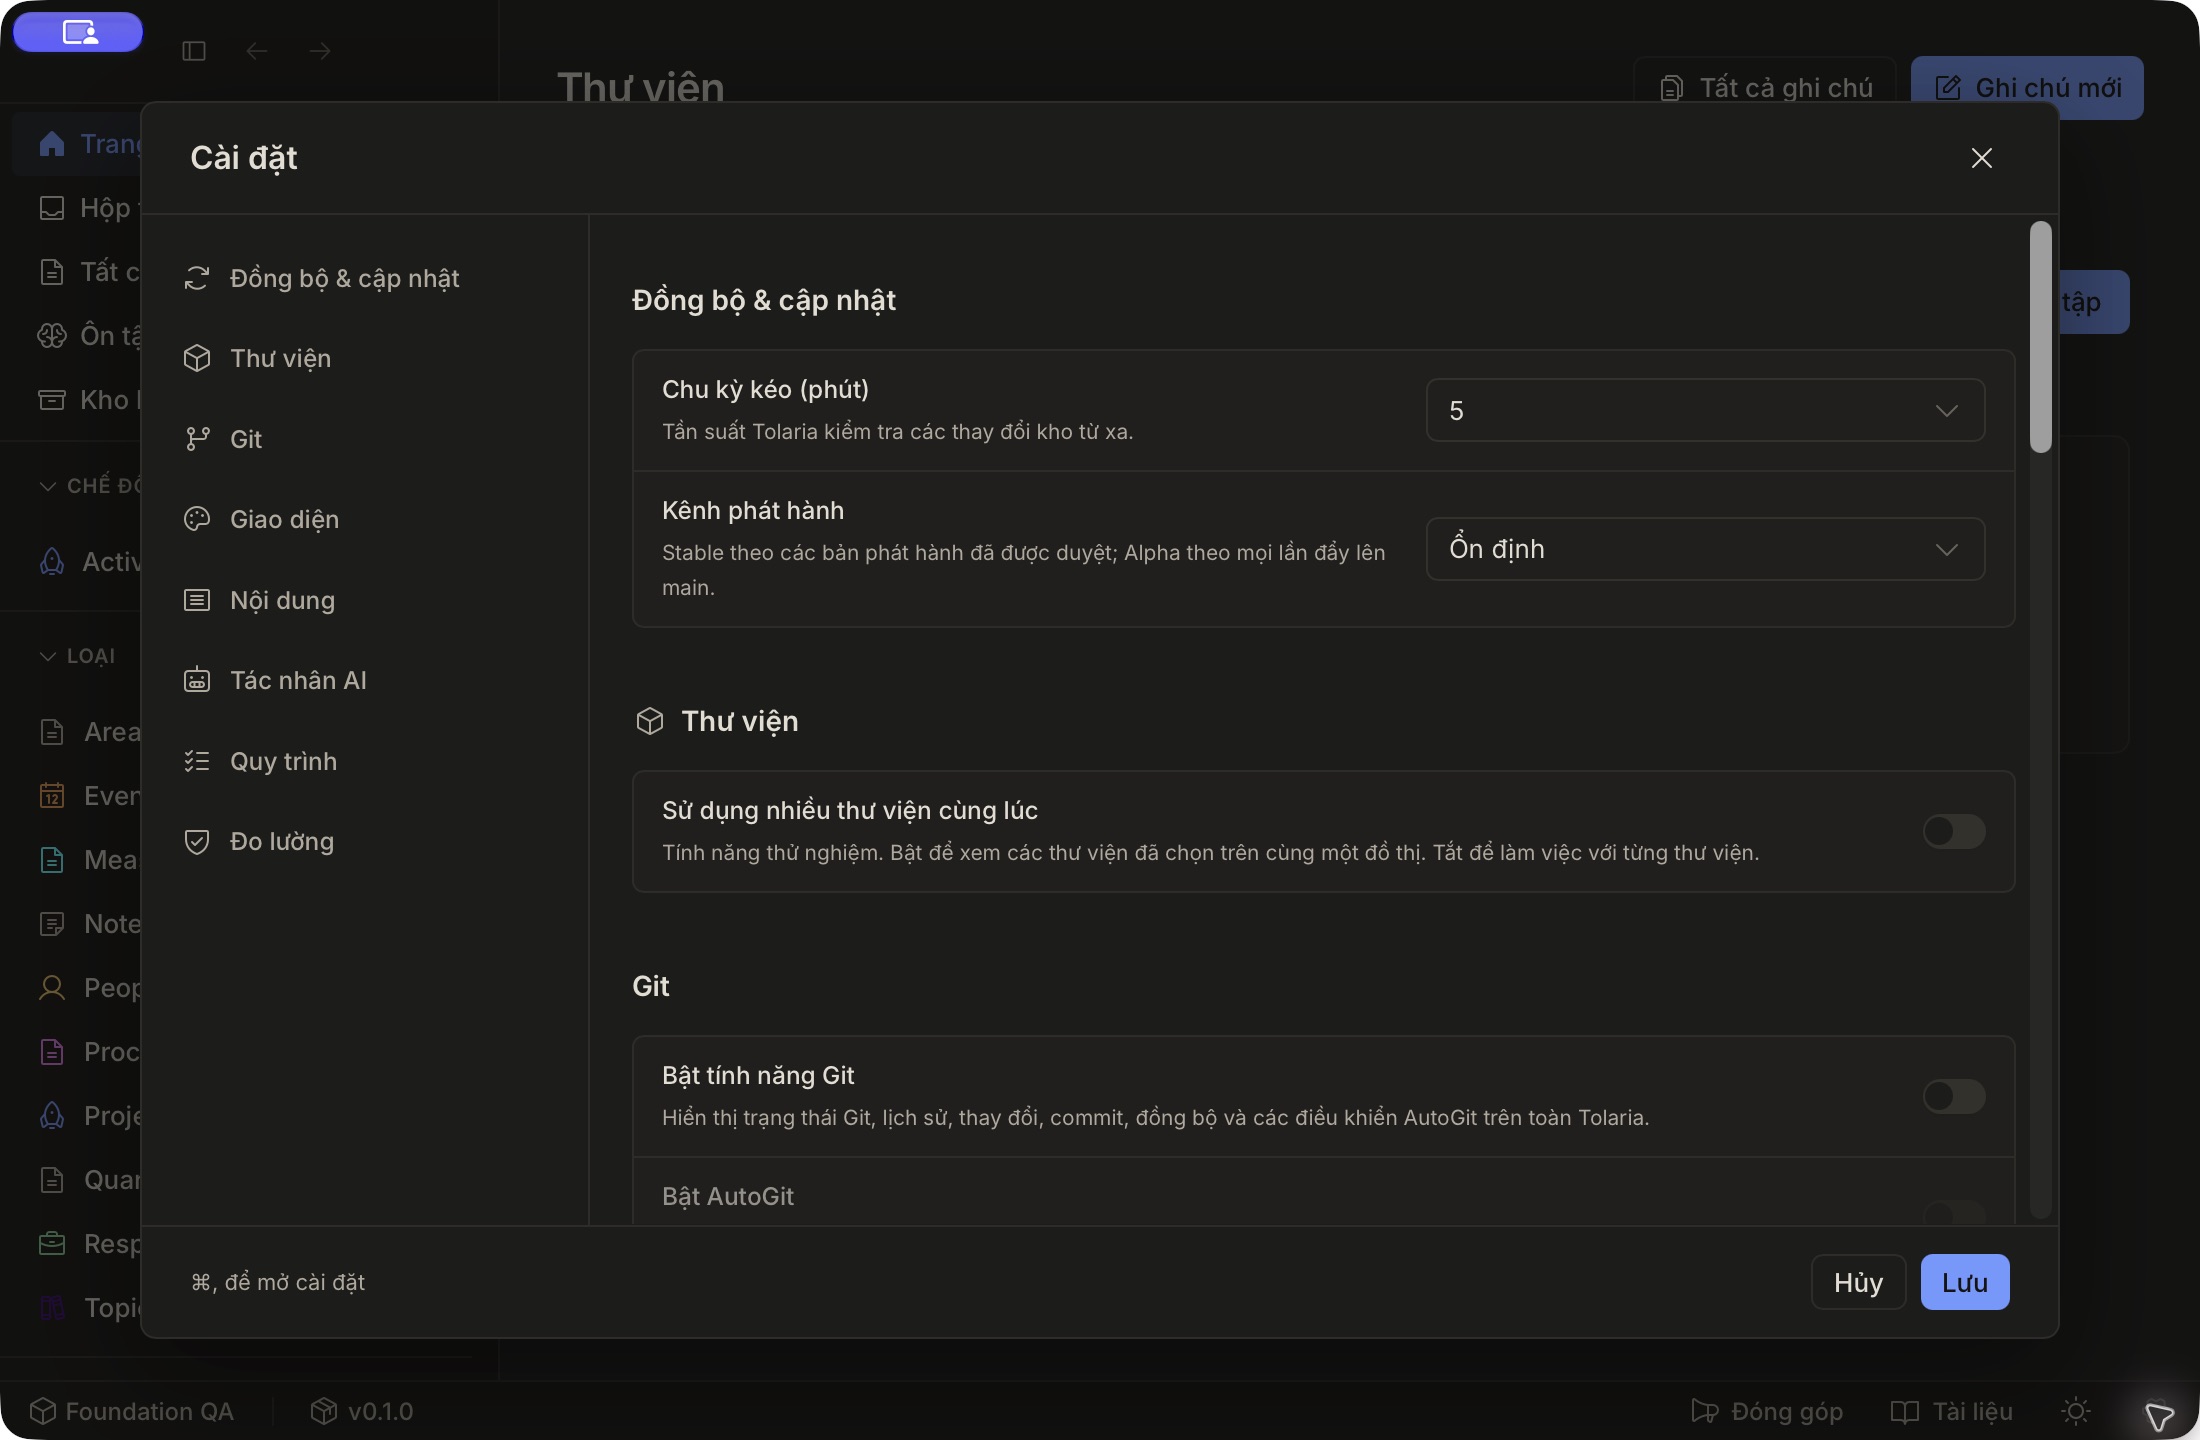 Thư viện
Tất cả ghi chú
Ghi chú mới
Trang
Hộp
Tất c
Ôn tậ
Kho
CHẾ ĐỘ
Activ
LOẠI
Area
Even
Mea
Note
Peop
Proc
Proje
Quar
Resp
Topic
tập
Cài đặt
Đồng bộ & cập nhật
Thư viện
Git
Giao diện
Nội dung
Tác nhân AI
Quy trình
Đo lường
Đồng bộ & cập nhật
Chu kỳ kéo (phút)
Tần suất Tolaria kiểm tra các thay đổi kho từ xa.
5
Kênh phát hành
Stable theo các bản phát hành đã được duyệt; Alpha theo mọi lần đẩy lên
main.
Ổn định
Thư viện
Sử dụng nhiều thư viện cùng lúc
Tính năng thử nghiệm. Bật để xem các thư viện đã chọn trên cùng một đồ thị. Tắt để làm việc với từng thư viện.
Git
Bật tính năng Git
Hiển thị trạng thái Git, lịch sử, thay đổi, commit, đồng bộ và các điều khiển AutoGit trên toàn Tolaria.
Bật AutoGit
⌘, để mở cài đặt
Hủy
Lưu
Foundation QA
v0.1.0
Đóng góp
Tài liệu